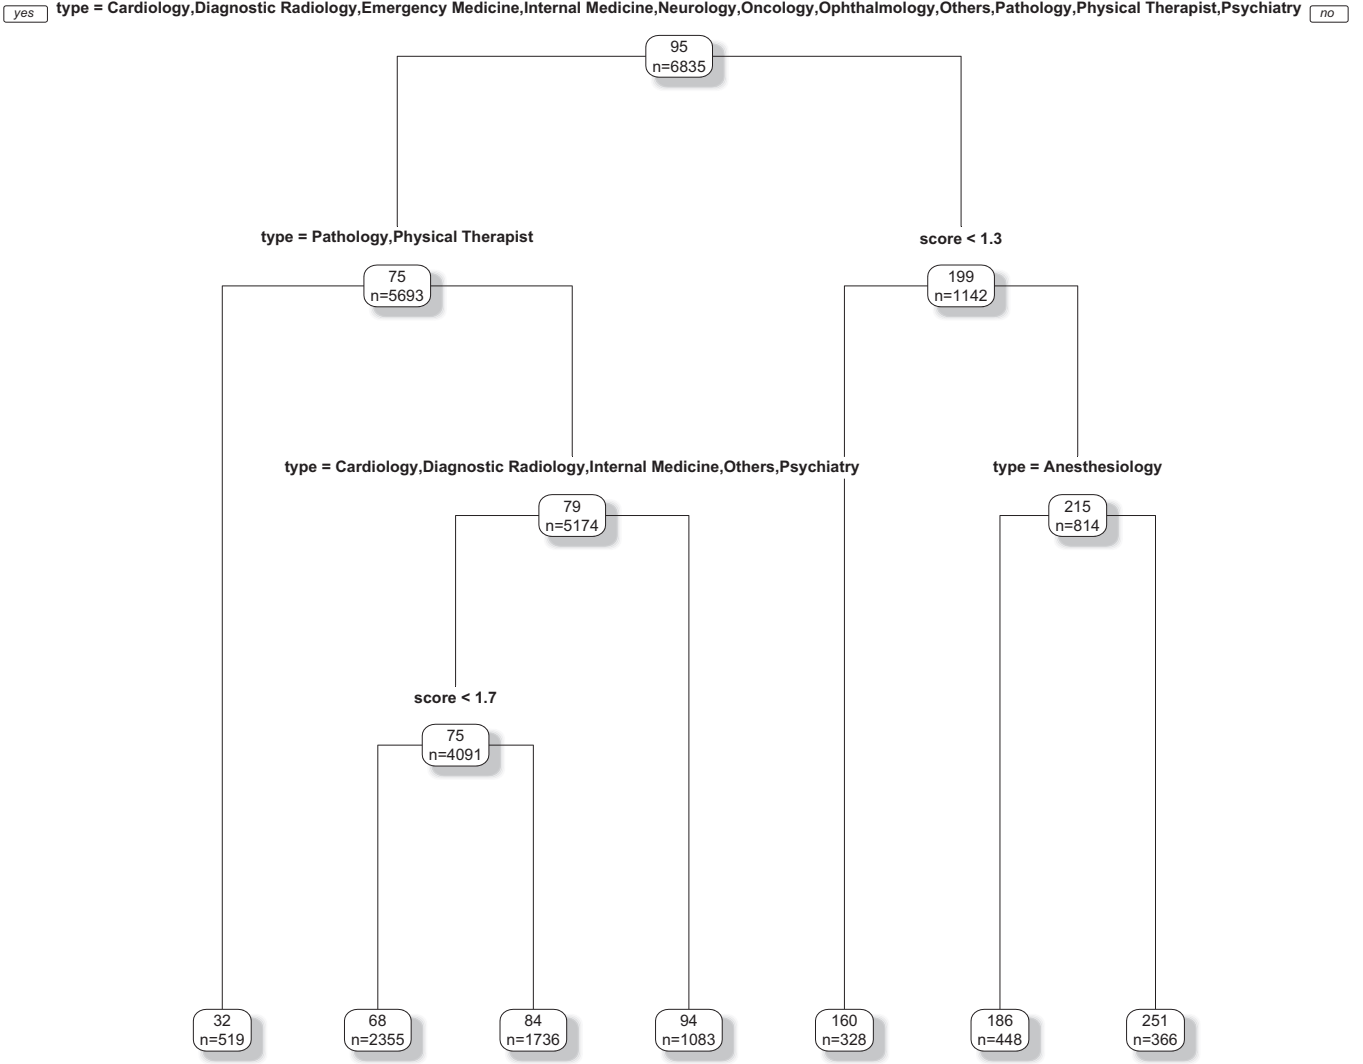 yes type = Cardiology,Diagnostic Radiology,Emergency Medicine,Internal Medicine,Neurology,Oncology,Ophthalmology,Others,Pathology,Physical Therapist,Psychiatry no
95
n=6835
type = Pathology,Physical Therapist
score < 1.3
75
n=5693
199
n=1142
type = Cardiology,Diagnostic Radiology,Internal Medicine,Others,Psychiatry
type = Anesthesiology
79
n=5174
215
n=814
score < 1.7
75
n=4091
32
n=519
68
n=2355
84
n=1736
94
n=1083
160
n=328
186
n=448
251
n=366